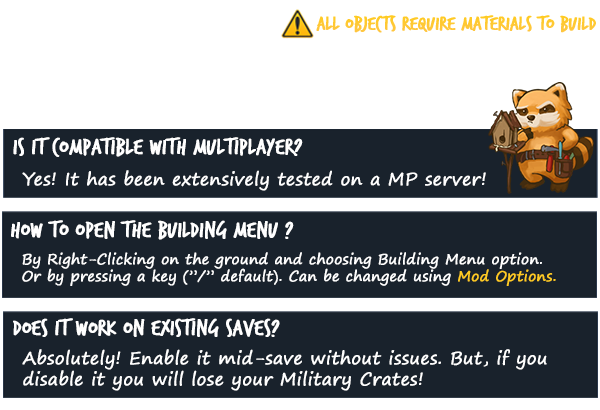 ALL OBJECTS REQUIRE MATERIALS TO BUILD
IS IT COMPATIBLE WITH MULTIPLAYER?
Yes! It has been extensively tested on a MP server!
HOW TO OPEN THE BUILDING MENU ?
By Right-Clicking on the ground and choosing Building Menu option.
Or by pressing a key (”/” default). Can be changed using Mod Options.
DOES IT WORK ON EXISTING SAVES?
Absolutely! Enable it mid-save without issues. But, if you
disable it you will lose your Military Crates!